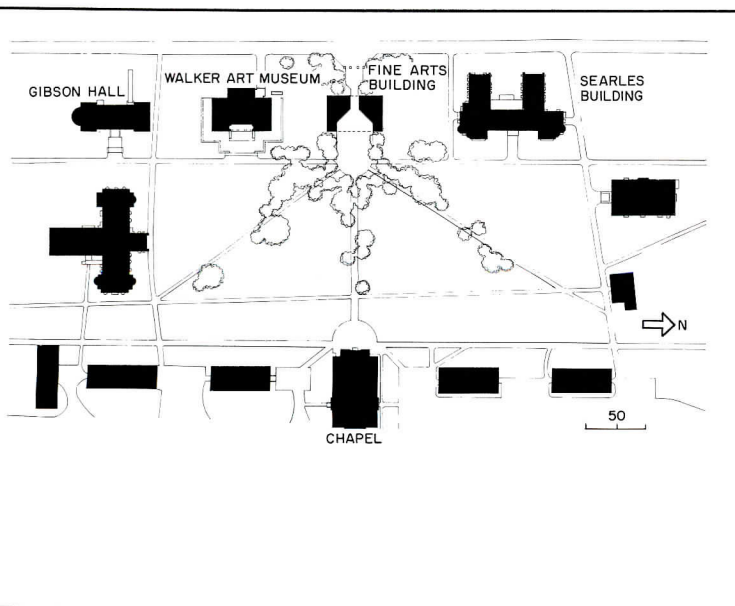 GIBSON HALL
WALKER ART MUSEUM
FINE ARTS
BUILDING
SEARLES
BUILDING
N
50
CHAPEL